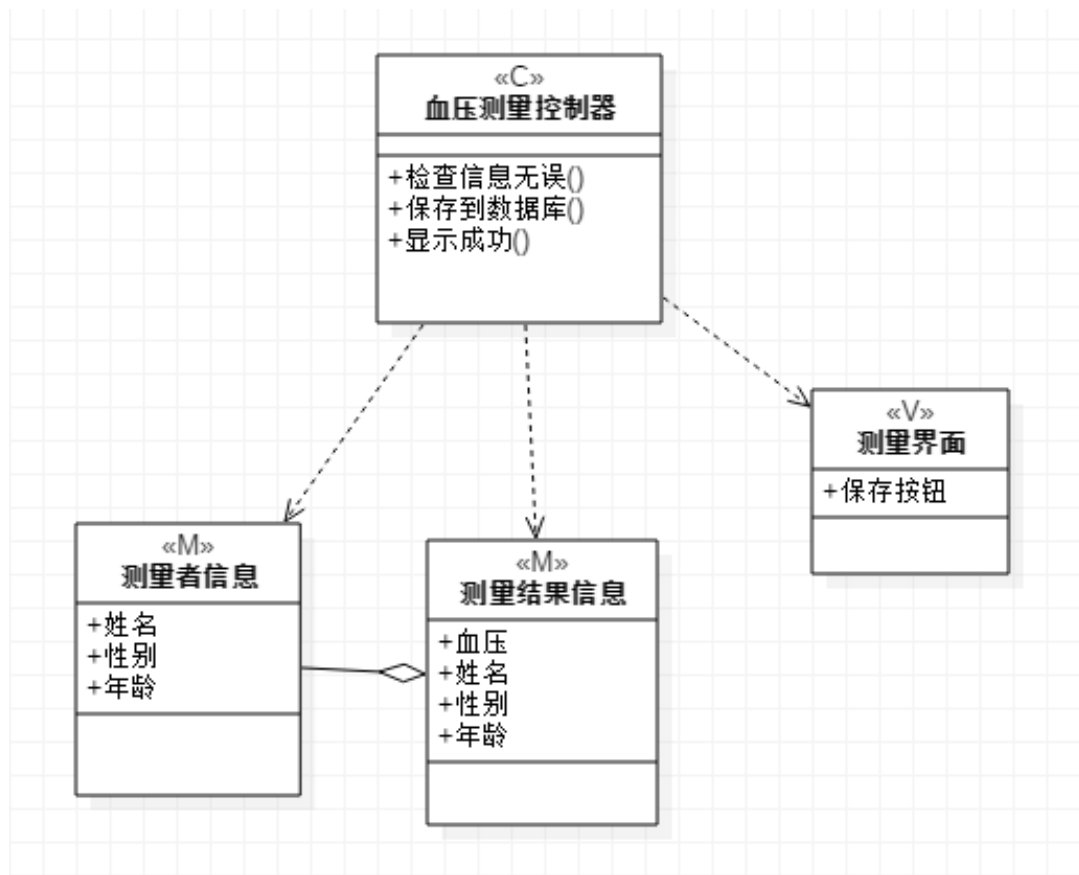 «C»
血压测量控制器
+检查信息无误()
+保存到数据库()
+显示成功()
«V»
测量界面
+保存按钮
«M»
测量者信息
+姓名
+性别
+年龄
«M»
测量结果信息
+血压
+姓名
+性别
+年龄